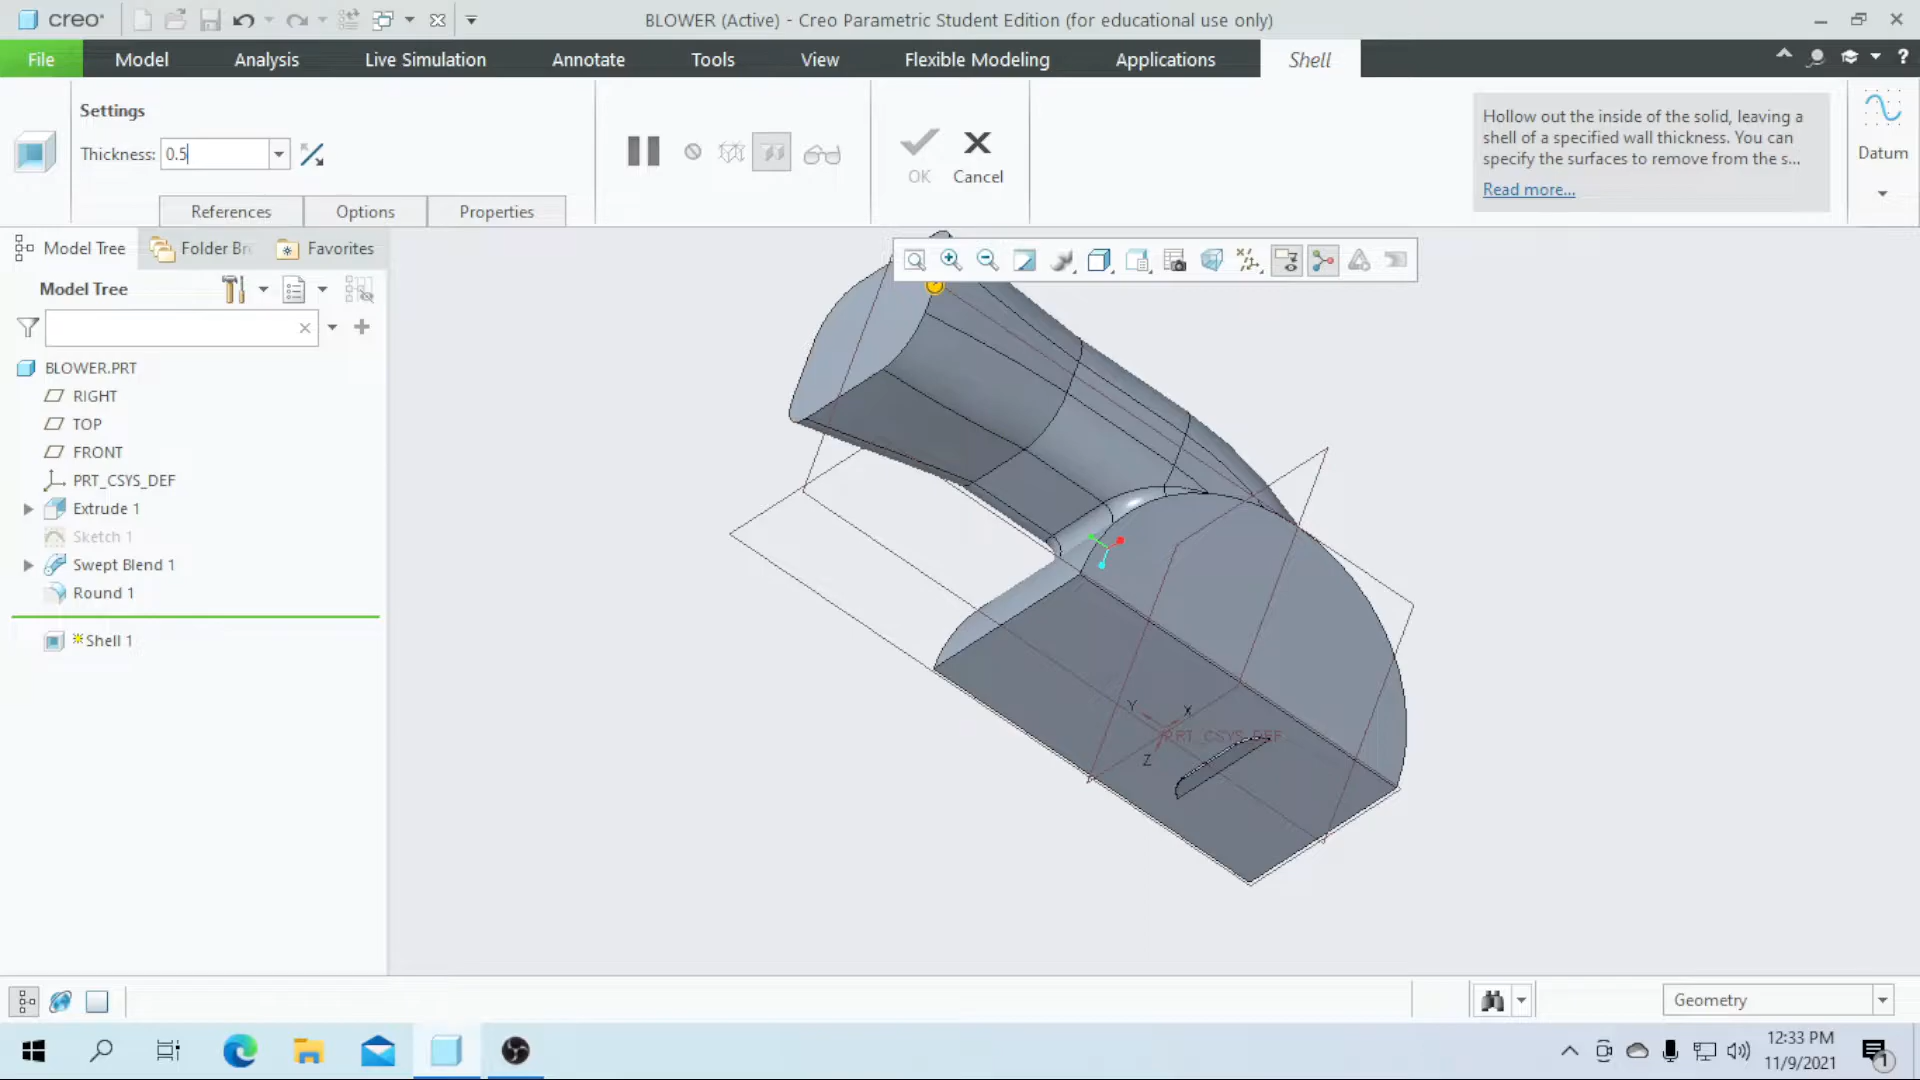 creo
BLOWER (Active) - Creo Parametric Student Edition (for educational use only)
File
Model
Analysis
Live Simulation
Annotate
Tools
View
Flexible Modeling
Applications
Shell
?
Settings
Thickness: 0.5
References
Options
Properties
OK
Cancel
Hollow out the inside of the solid, leaving a
shell of a specified wall thickness. You can
specify the surfaces to remove from the s...
Read more...
Datum
Model Tree
Folder Br
Favorites
Model Tree
BLOWER.PRT
RIGHT
TOP
FRONT
PRT_CSYS_DEF
Extrude 1
Sketch 1
Swept Blend 1
Round 1
Shell 1
Y
X
PRT_CSYS_DEF
Z
Geometry
12:33 PM
11/9/2021
1